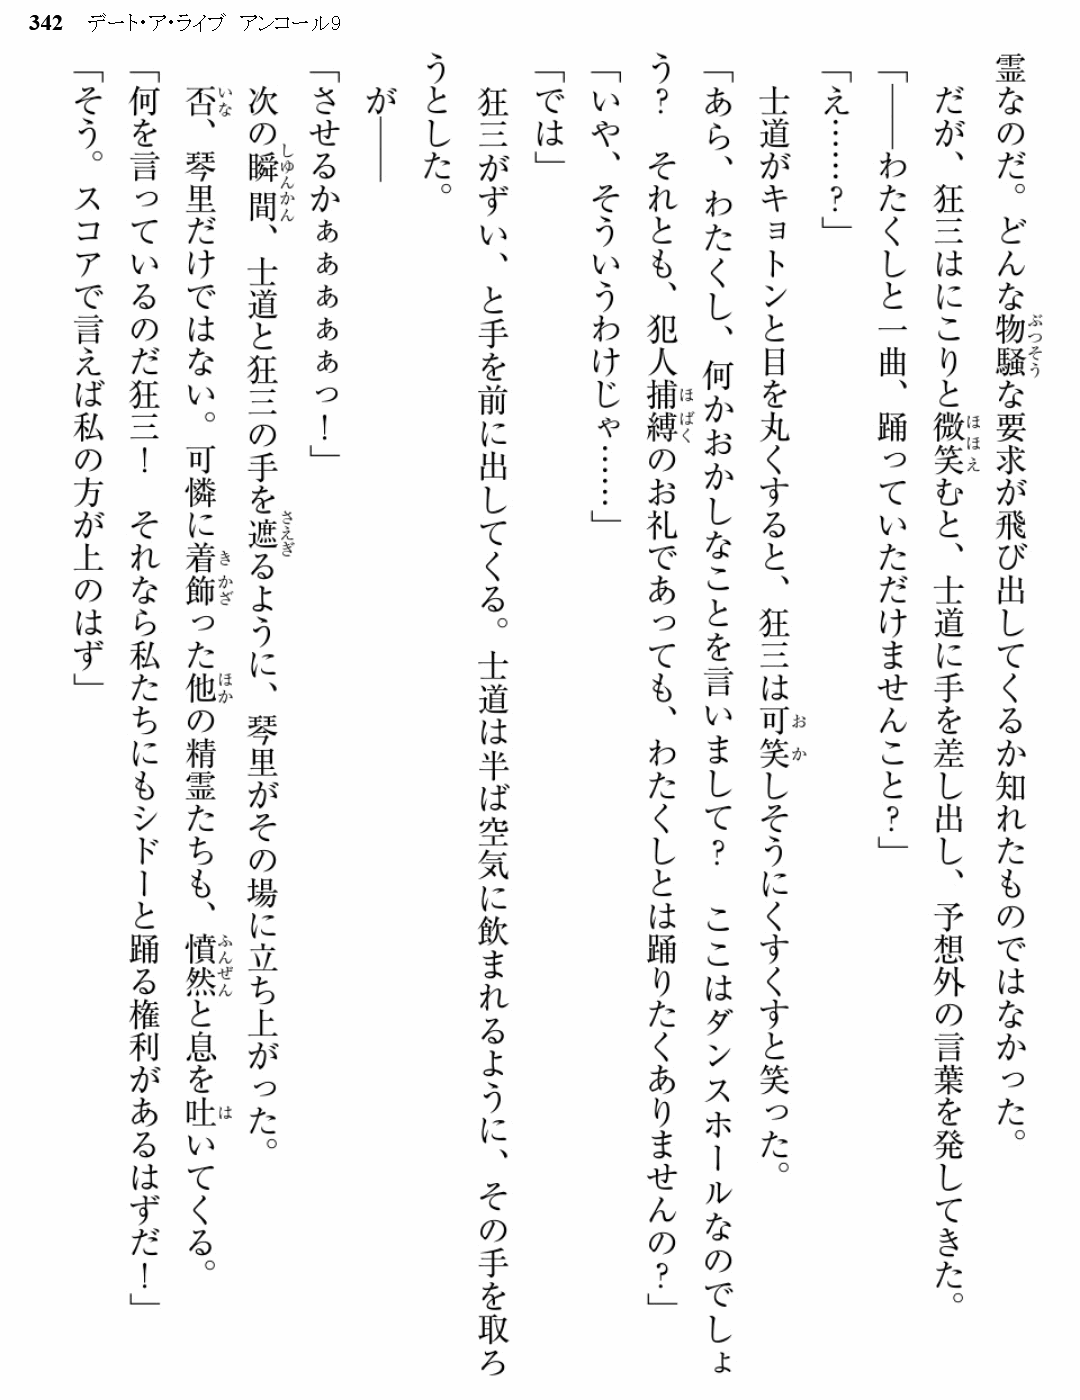 342 デート・ア・ライブ アンコール9
霊なのだ。どんな物騒な要求が飛び出してくるか知れたものではなかった。
だが、狂三はにこりと微笑むと、士道に手を差し出し、予想外の言葉を発してきた。
「――わたくしと一曲、踊っていただけませんこと?」
「え……?」
士道がキョトンと目を丸くすると、狂三は可笑しそうにくすくすと笑った。
「あら、わたくし、何かおかしなことを言いまして? ここはダンスホールなのでしょ
う? それとも、犯人捕縛のお礼であっても、わたくしとは踊りたくありませんの?」
「いや、そういうわけじゃ……」
「では」
狂三がずい、と手を前に出してくる。士道は半ば空気に飲まれるように、その手を取ろ
うとした。
が――
「させるかぁぁぁぁぁっ!」
次の瞬間、士道と狂三の手を遮るように、琴里がその場に立ち上がった。
否、琴里だけではない。可憐に着飾った他の精霊たちも、憤然と息を吐いてくる。
「何を言っているのだ狂三! それなら私たちにもシドーと踊る権利があるはずだ!」
「そう。スコアで言えば私の方が上のはず」